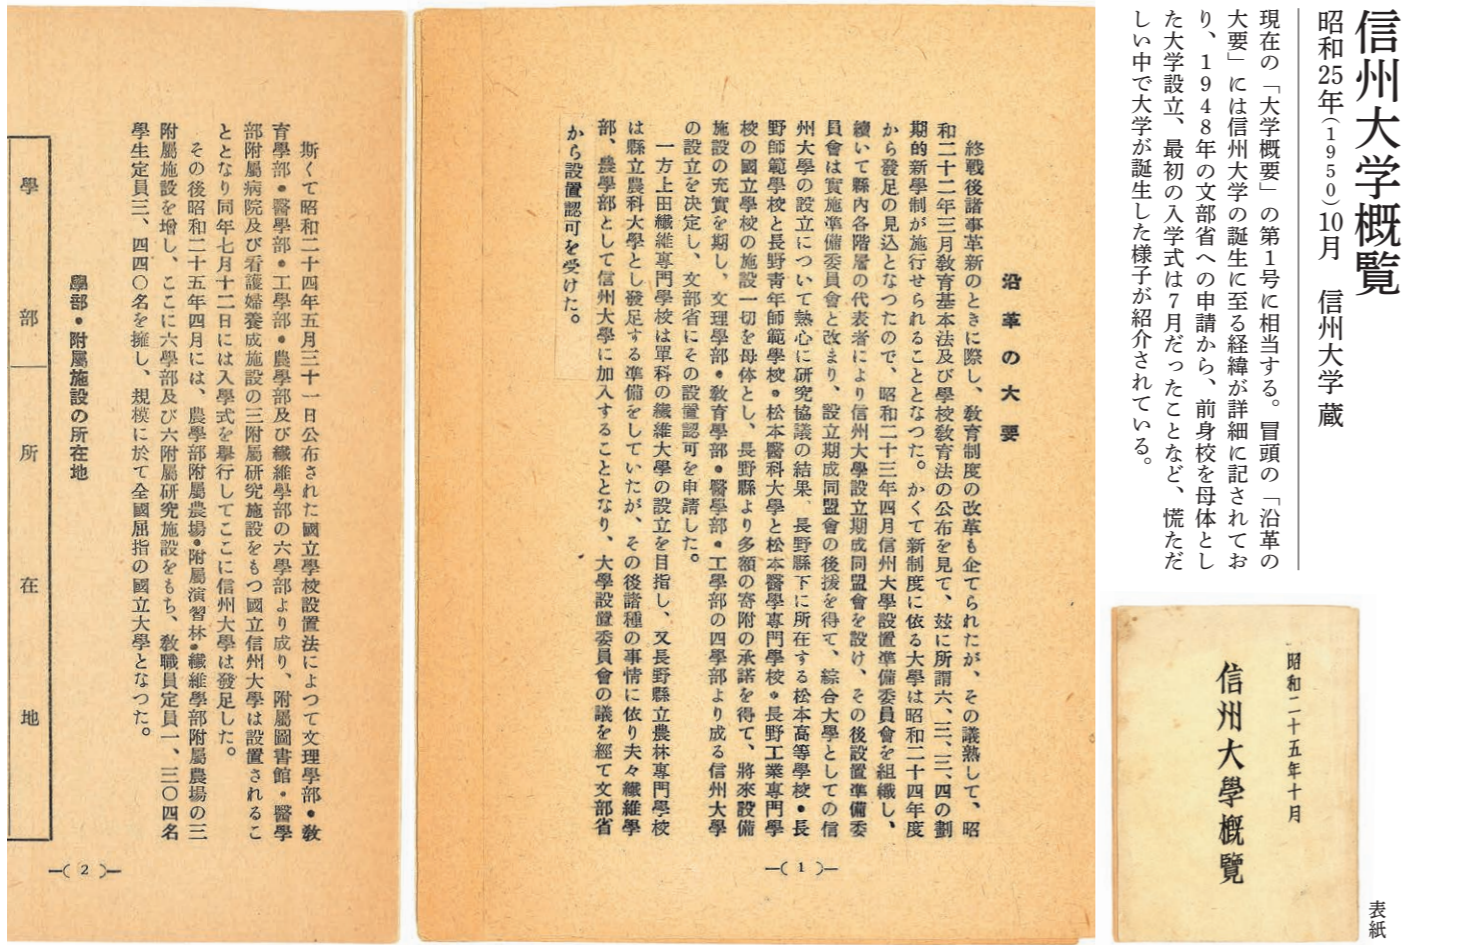 信州大学概覧
昭和25年（1950）10月　信州大学 蔵
現在の「大学概要」の第１号に相当する。冒頭の「沿革の
大要」には信州大学の誕生に至る経緯が詳細に記されてお
り、１９４８年の文部省への申請から、前身校を母体とし
た大学設立、最初の入学式は７月だったことなど、慌ただ
しい中で大学が誕生した様子が紹介されている。
昭和二十五年十月
信州大學概覽
表紙
沿革の大要
終戰後諸事革新のときに際し、敎育制度の改革も企てられたが、その議熟して、昭
和二十二年三月敎育基本法及び學校敎育法の公布を見て、玆に所謂六、三、三、四の劃
期的新學制が施行せられることとなつた。かくて新制度に依る大學は昭和二十四年度
から發足の見込となつたので、昭和二十三年四月信州大學設置準備委員會を組織し、
續いて縣內各階層の代表者により信州大學設立期成同盟會を設け、その後設置準備委
員會は實施準備委員會と改まり、設立期成同盟會の後援を得て、綜合大學としての信
州大學の設立について熱心に研究協議の結果、長野縣下に所在する松本高等學校・長
野師範學校と長野靑年師範學校・松本醫科大學と松本醫學專門學校・長野工業專門學
校の國立學校の施設一切を母体とし、長野縣より多額の寄附の承諾を得て、將來設備
施設の充實を期し、文理學部・敎育學部・醫學部・工學部の四學部より成る信州大學
の設立を決定し、文部省にその設置認可を申請した。
一方上田纖維專門學校は單科の纖維大學の設立を目指し、又長野縣立農林專門學校
は縣立農科大學とし發足する準備をしていたが、その後諸種の事情に依り夫々纖維學
部、農學部として信州大學に加入することとなり、大學設置委員會の議を經て文部省
から設置認可を受けた。
—( 1 )—
斯くて昭和二十四年五月三十一日公布された國立學校設置法によつて文理學部・敎
育學部・醫學部・工學部・農學部及び纖維學部の六學部より成り、附屬圖書館・醫學
部附屬病院及び看護婦養成施設の三附屬硏究施設をもつ國立信州大學は設置されるこ
ととなり同年七月十二日には入學式を擧行してここに信州大學は發足した。
その後昭和二十五年四月には、農學部附屬農場・附屬演習林・纖維學部附屬農場の三
附屬施設を增し、ここに六學部及び六附屬硏究施設をもち、敎職員定員一、三〇四名
學生定員三、四四〇名を擁し、規模に於て全國屈指の國立大學となつた。
學部・附屬施設の所在地
學部
所在地
—( 2 )—